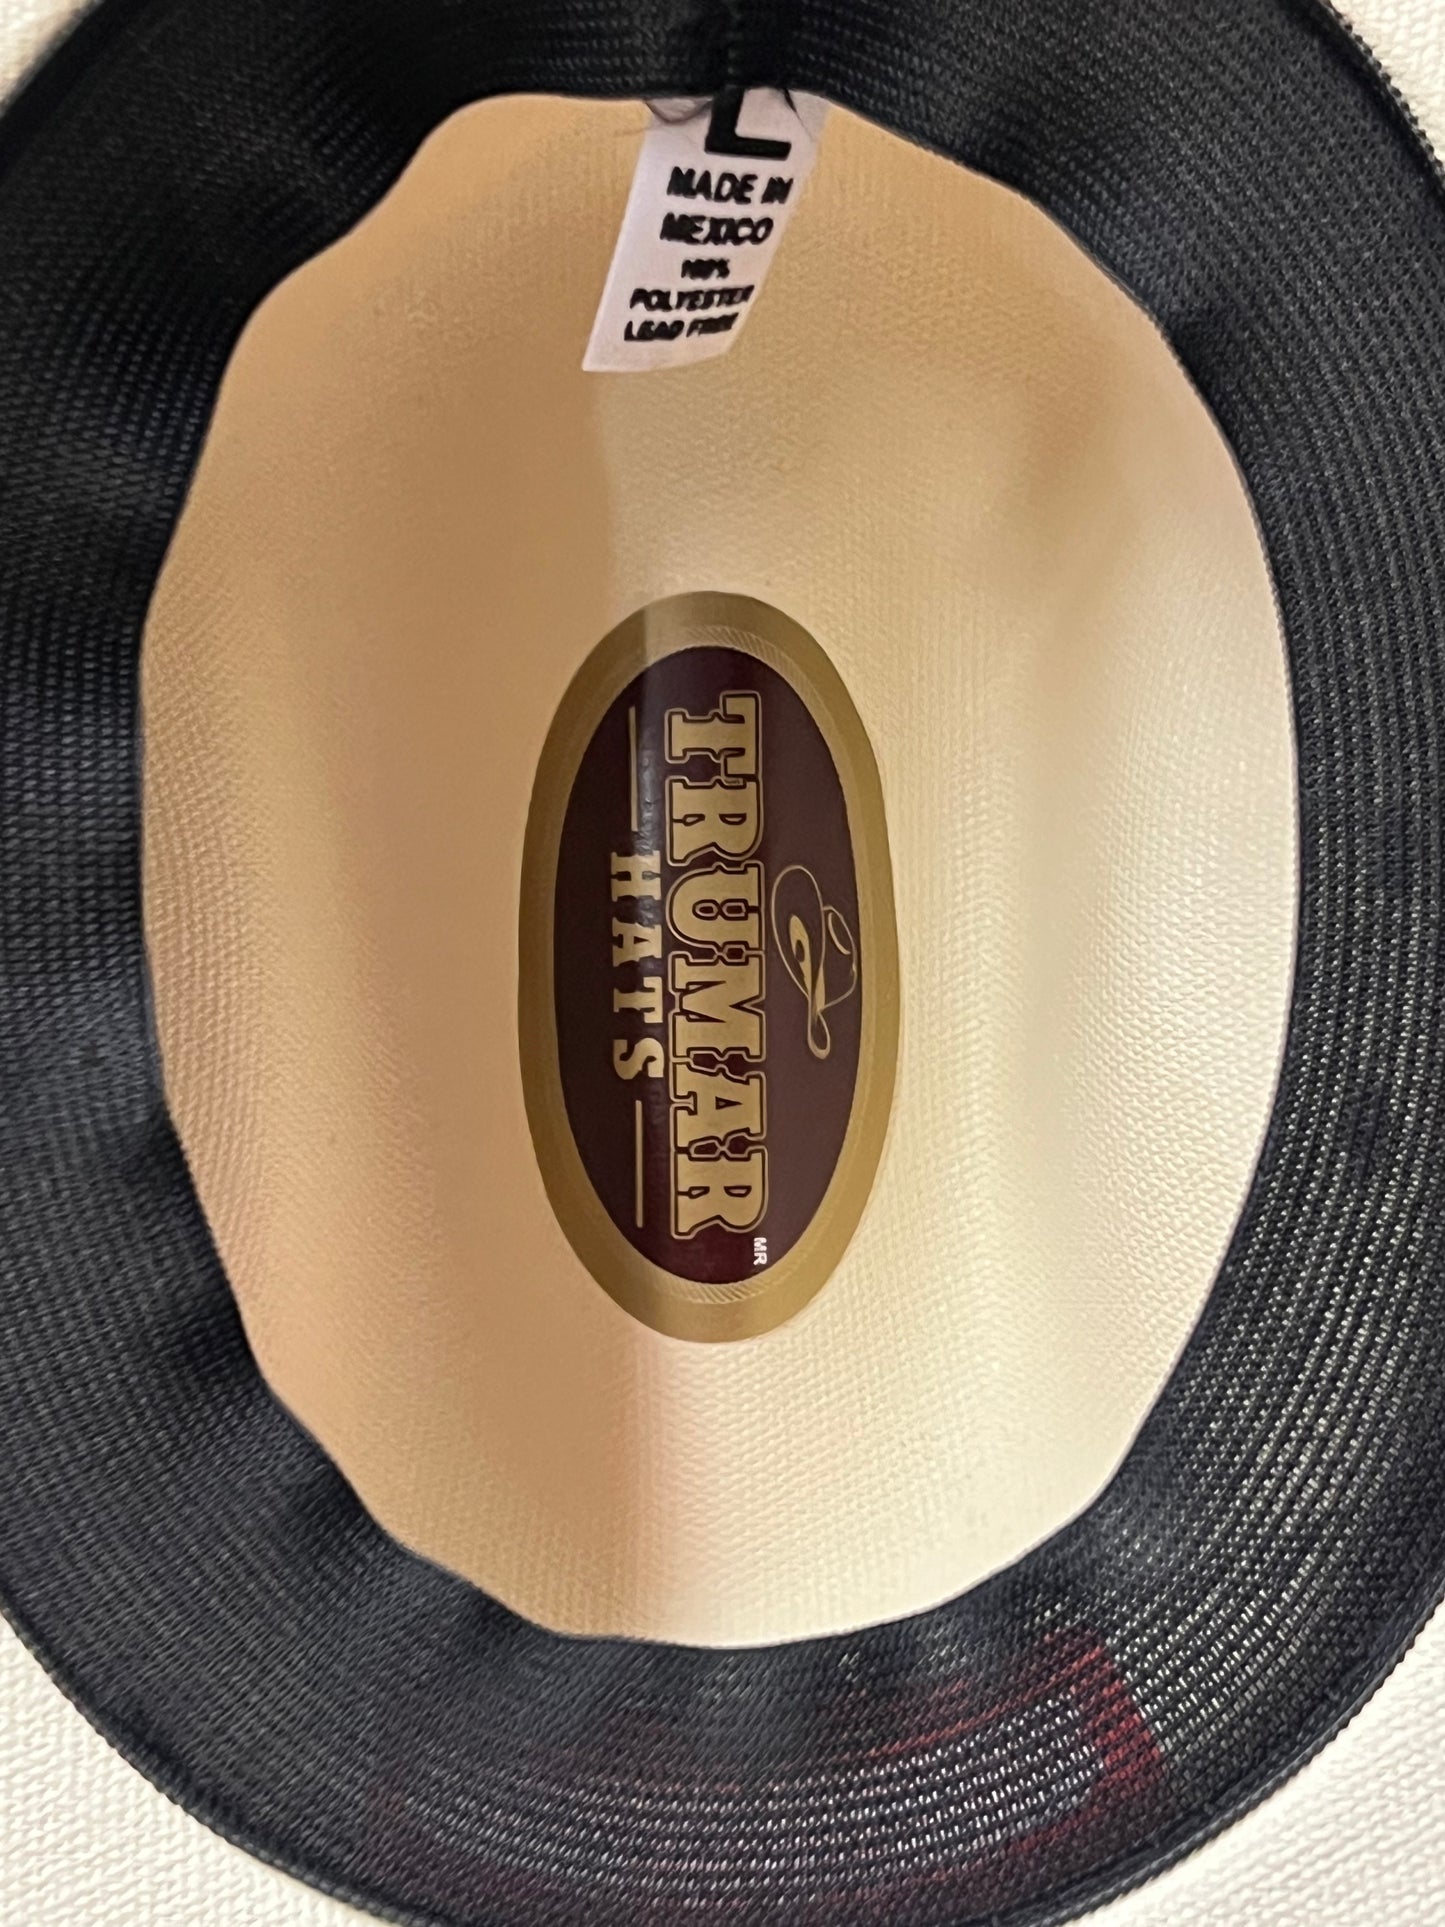 L
MADE IN
MEXICO
100%
POLYESTER
LEAD FREE
TRUMAR MR
HATS